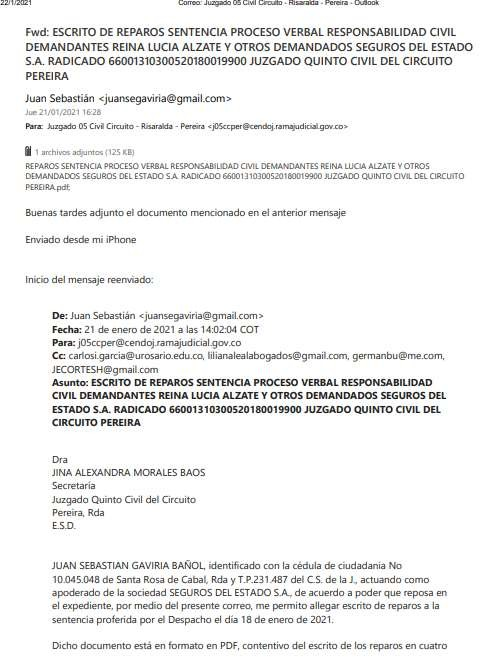 22/1/2021
Correo: Juzgado 05 Civil Circuito - Risaralda - Pereira - Outlook
Fwd: ESCRITO DE REPAROS SENTENCIA PROCESO VERBAL RESPONSABILIDAD CIVIL
DEMANDANTES REINA LUCIA ALZATE Y OTROS DEMANDADOS SEGUROS DEL ESTADO
S.A. RADICADO 66001310300520180019900 JUZGADO QUINTO CIVIL DEL CIRCUITO
PEREIRA
Juan Sebastián <juansegaviria@gmail.com>
Jue 21/01/2021 16:28
Para: Juzgado 05 Civil Circuito - Risaralda - Pereira <j05ccper@cendoj.ramajudicial.gov.co>
1 archivos adjuntos (125 KB)
REPAROS SENTENCIA PROCESO VERBAL RESPONSABILIDAD CIVIL DEMANDANTES REINA LUCIA ALZATE Y OTROS
DEMANDADOS SEGUROS DEL ESTADO S.A. RADICADO 66001310300520180019900 JUZGADO QUINTO CIVIL DEL CIRCUITO
PEREIRA.pdf;
Buenas tardes adjunto el documento mencionado en el anterior mensaje
Enviado desde mi iPhone
Inicio del mensaje reenviado:
De: Juan Sebastián <juansegaviria@gmail.com>
Fecha: 21 de enero de 2021 a las 14:02:04 COT
Para: j05ccper@cendoj.ramajudicial.gov.co
Cc: carlosi.garcia@urosario.edu.co, lilianalealabogados@gmail.com, germanbu@me.com,
JECORTESH@gmail.com
Asunto: ESCRITO DE REPAROS SENTENCIA PROCESO VERBAL RESPONSABILIDAD
CIVIL DEMANDANTES REINA LUCIA ALZATE Y OTROS DEMANDADOS SEGUROS DEL
ESTADO S.A. RADICADO 66001310300520180019900 JUZGADO QUINTO CIVIL DEL
CIRCUITO PEREIRA
Dra
JINA ALEXANDRA MORALES BAOS
Secretaría
Juzgado Quinto Civil del Circuito
Pereira, Rda
E.S.D.
JUAN SEBASTIAN GAVIRIA BAÑOL, identificado con la cédula de ciudadania No
10.045.048 de Santa Rosa de Cabal, Rda y T.P.231.487 del C.S. de la J., actuando como
apoderado de la sociedad SEGUROS DEL ESTADO S.A., de acuerdo a poder que reposa en
el expediente, por medio del presente correo, me permito allegar escrito de reparos a la
sentencia proferida por el Despacho el día 18 de enero de 2021.
Dicho documento está en formato en PDF, contentivo del escrito de los reparos en cuatro